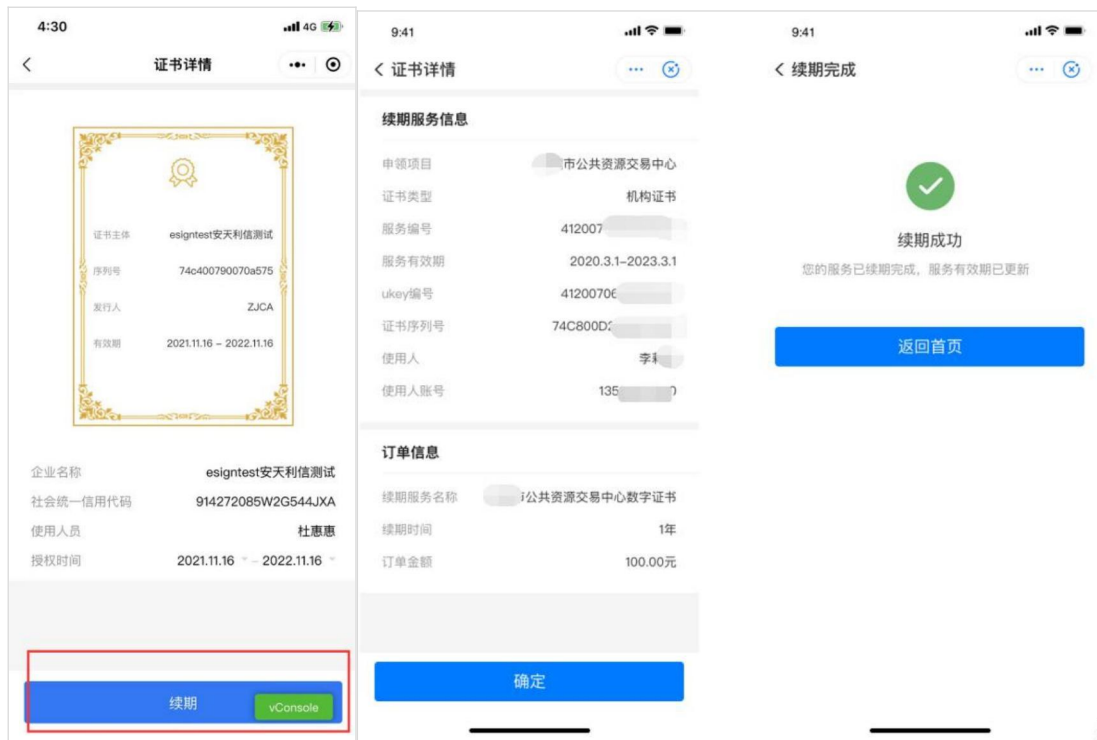 4:30
4G
证书详情
证书主体 esigntest安天利信测试
序列号 74c400790070a575
发行人 ZJCA
有效期 2021.11.16 – 2022.11.16
企业名称 esigntest安天利信测试
社会统一信用代码 914272085W2G544JXA
使用人员 杜惠惠
授权时间 2021.11.16 – 2022.11.16
续期
vConsole
9:41
证书详情
续期服务信息
申领项目 市公共资源交易中心
证书类型 机构证书
服务编号 412007
服务有效期 2020.3.1–2023.3.1
ukey编号 4120070
证书序列号 74C800D
使用人 李
使用人账号 135
订单信息
续期服务名称 公共资源交易中心数字证书
续期时间 1年
订单金额 100.00元
确定
9:41
续期完成
续期成功
您的服务已续期完成，服务有效期已更新
返回首页